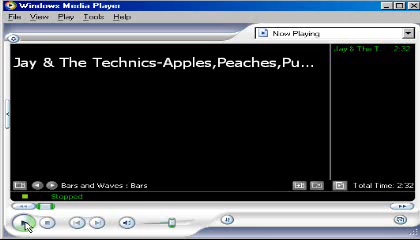 Windows Media Player
File View Play Tools Help
Now Playing
Jay & The Technics-Apples,Peaches,Pu...
Jay & The T 2:32
Bars and Waves : Bars
Total Time: 2:32
Stopped